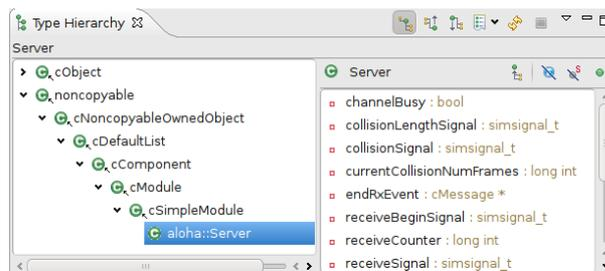 Type Hierarchy
Server
cObject
noncopyable
cNoncopyableOwnedObject
cDefaultList
cComponent
cModule
cSimpleModule
aloha::Server
Server
channelBusy : bool
collisionLengthSignal : simsignal_t
collisionSignal : simsignal_t
currentCollisionNumFrames : long int
endRxEvent : cMessage *
receiveBeginSignal : simsignal_t
receiveCounter : long int
receiveSignal : simsignal_t